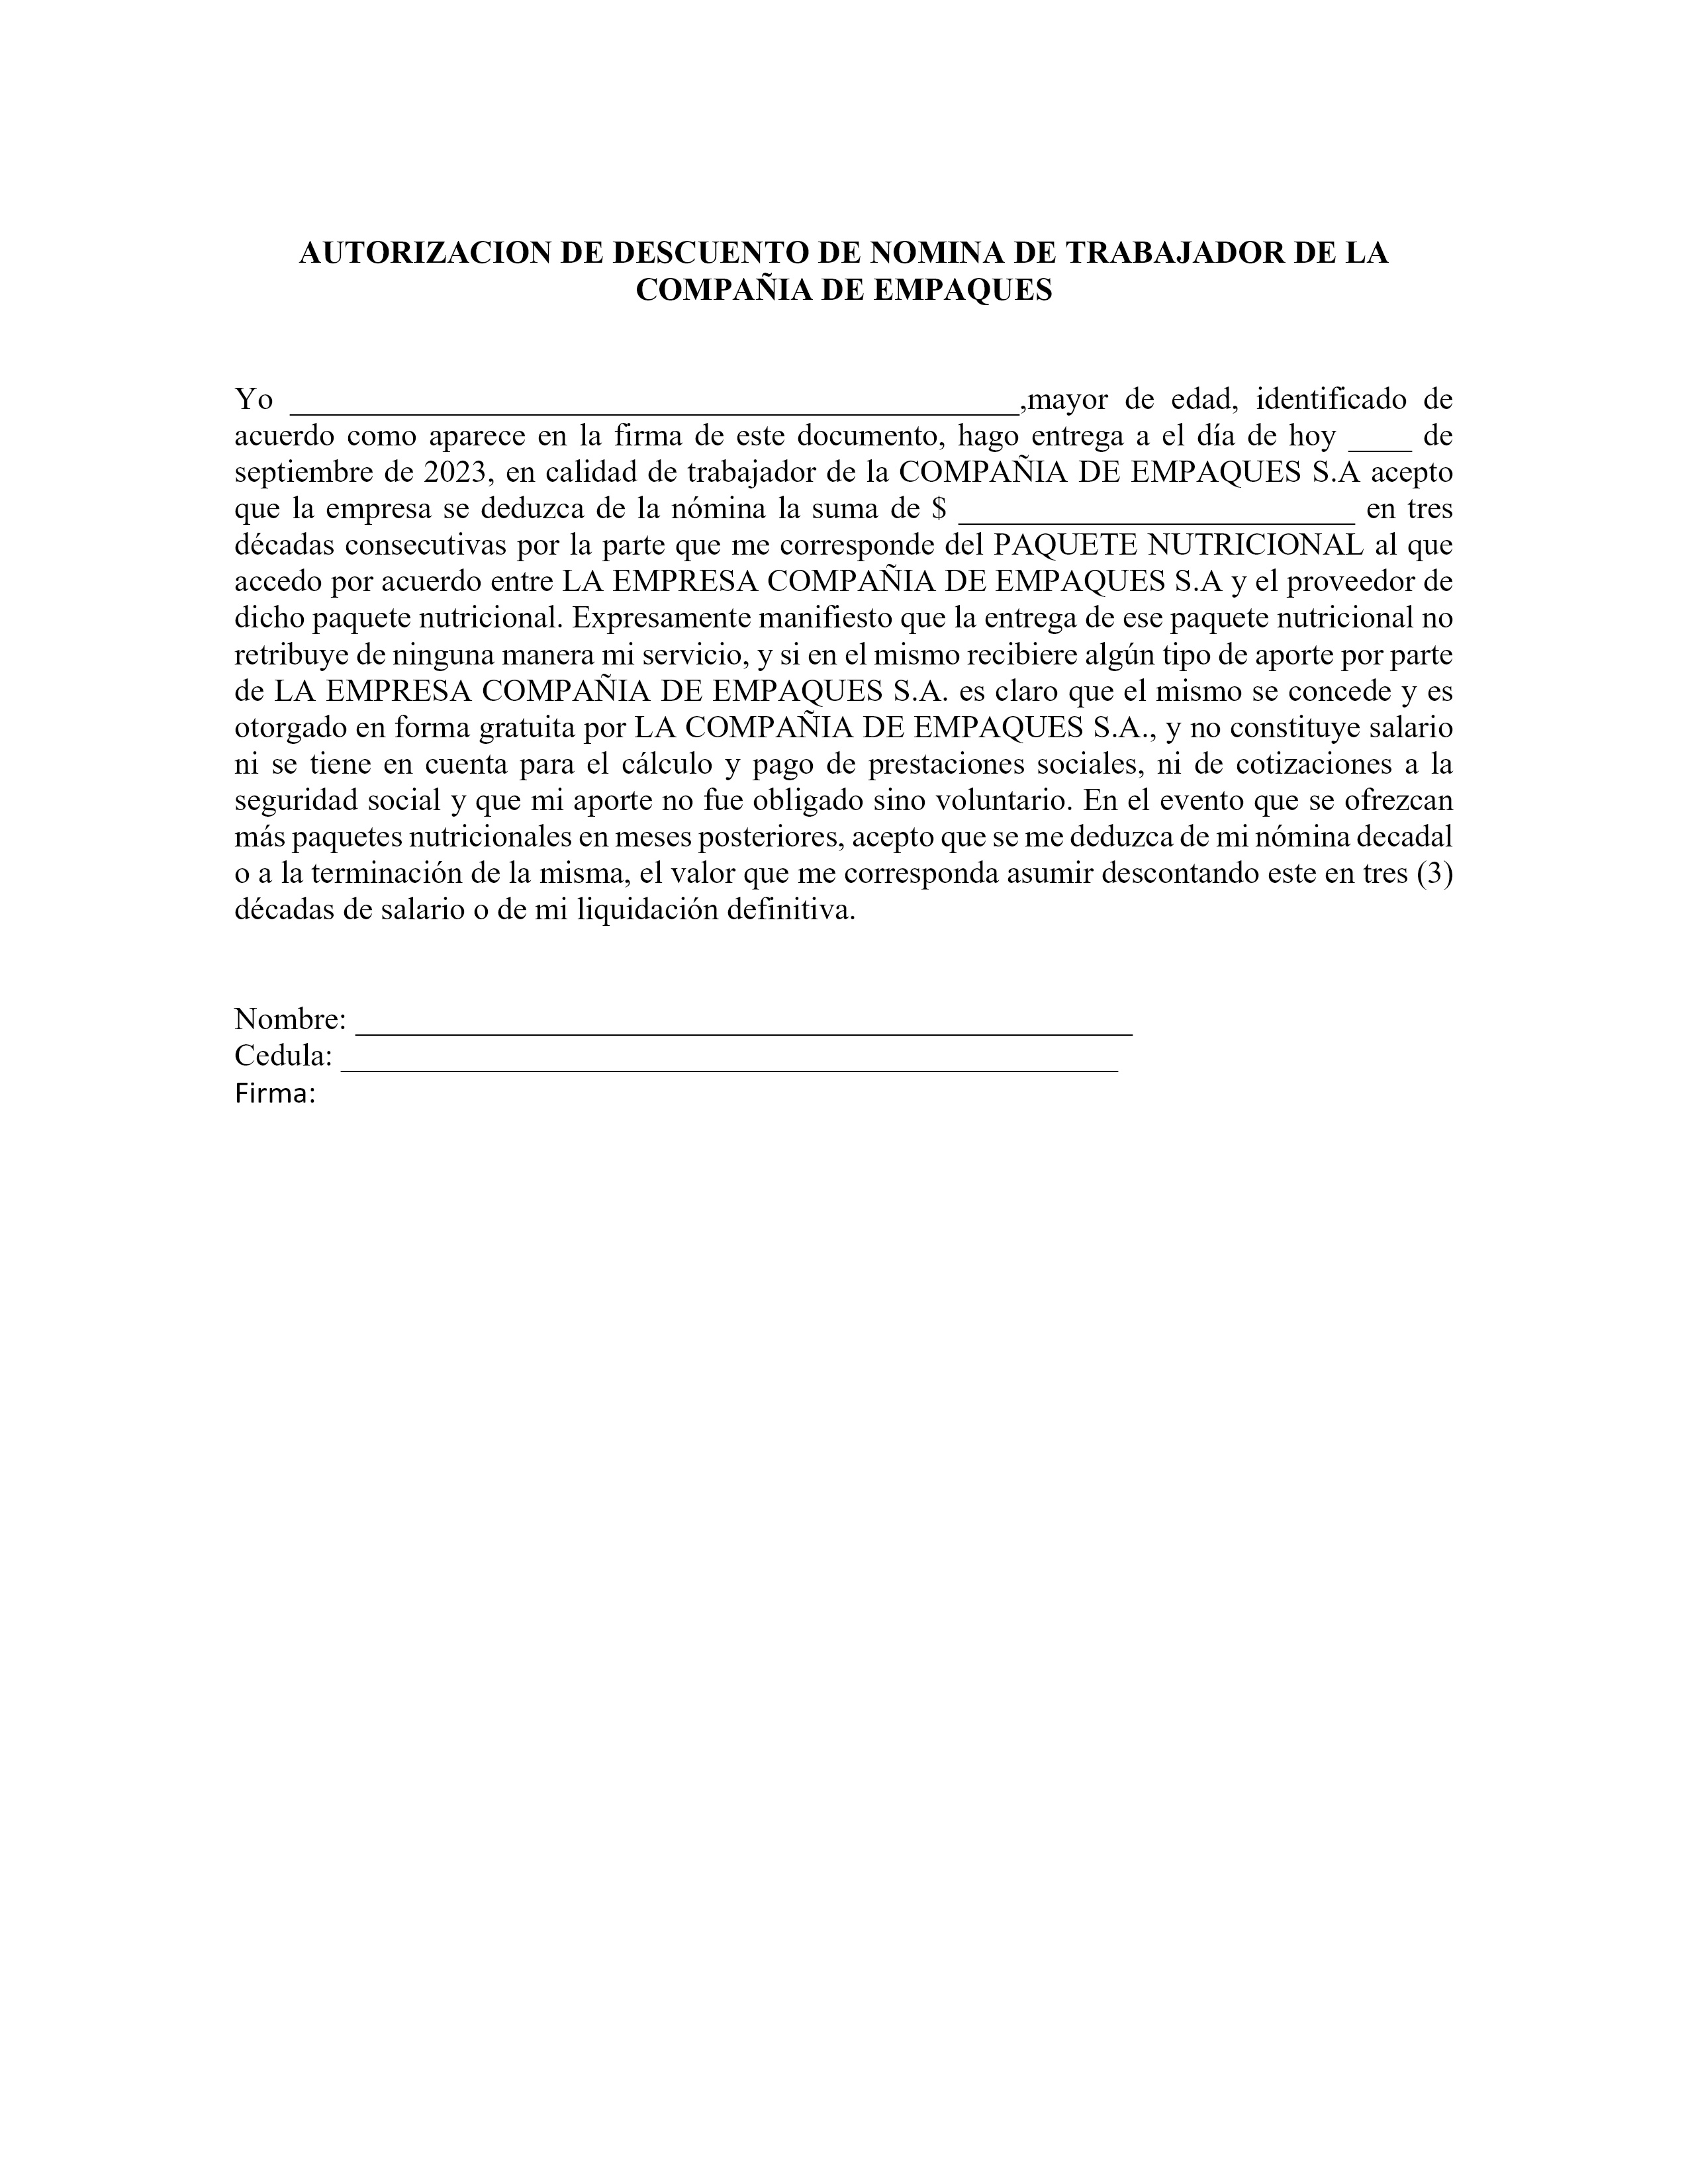 AUTORIZACION DE DESCUENTO DE NOMINA DE TRABAJADOR DE LA
COMPAÑIA DE EMPAQUES
Yo ______________________________________________,mayor de edad, identificado de
acuerdo como aparece en la firma de este documento, hago entrega a el día de hoy ____ de
septiembre de 2023, en calidad de trabajador de la COMPAÑIA DE EMPAQUES S.A acepto
que la empresa se deduzca de la nómina la suma de $ _________________________ en tres
décadas consecutivas por la parte que me corresponde del PAQUETE NUTRICIONAL al que
accedo por acuerdo entre LA EMPRESA COMPAÑIA DE EMPAQUES S.A y el proveedor de
dicho paquete nutricional. Expresamente manifiesto que la entrega de ese paquete nutricional no
retribuye de ninguna manera mi servicio, y si en el mismo recibiere algún tipo de aporte por parte
de LA EMPRESA COMPAÑIA DE EMPAQUES S.A. es claro que el mismo se concede y es
otorgado en forma gratuita por LA COMPAÑIA DE EMPAQUES S.A., y no constituye salario
ni se tiene en cuenta para el cálculo y pago de prestaciones sociales, ni de cotizaciones a la
seguridad social y que mi aporte no fue obligado sino voluntario. En el evento que se ofrezcan
más paquetes nutricionales en meses posteriores, acepto que se me deduzca de mi nómina decadal
o a la terminación de la misma, el valor que me corresponda asumir descontando este en tres (3)
décadas de salario o de mi liquidación definitiva.
Nombre: _________________________________________________
Cedula: _________________________________________________
Firma: